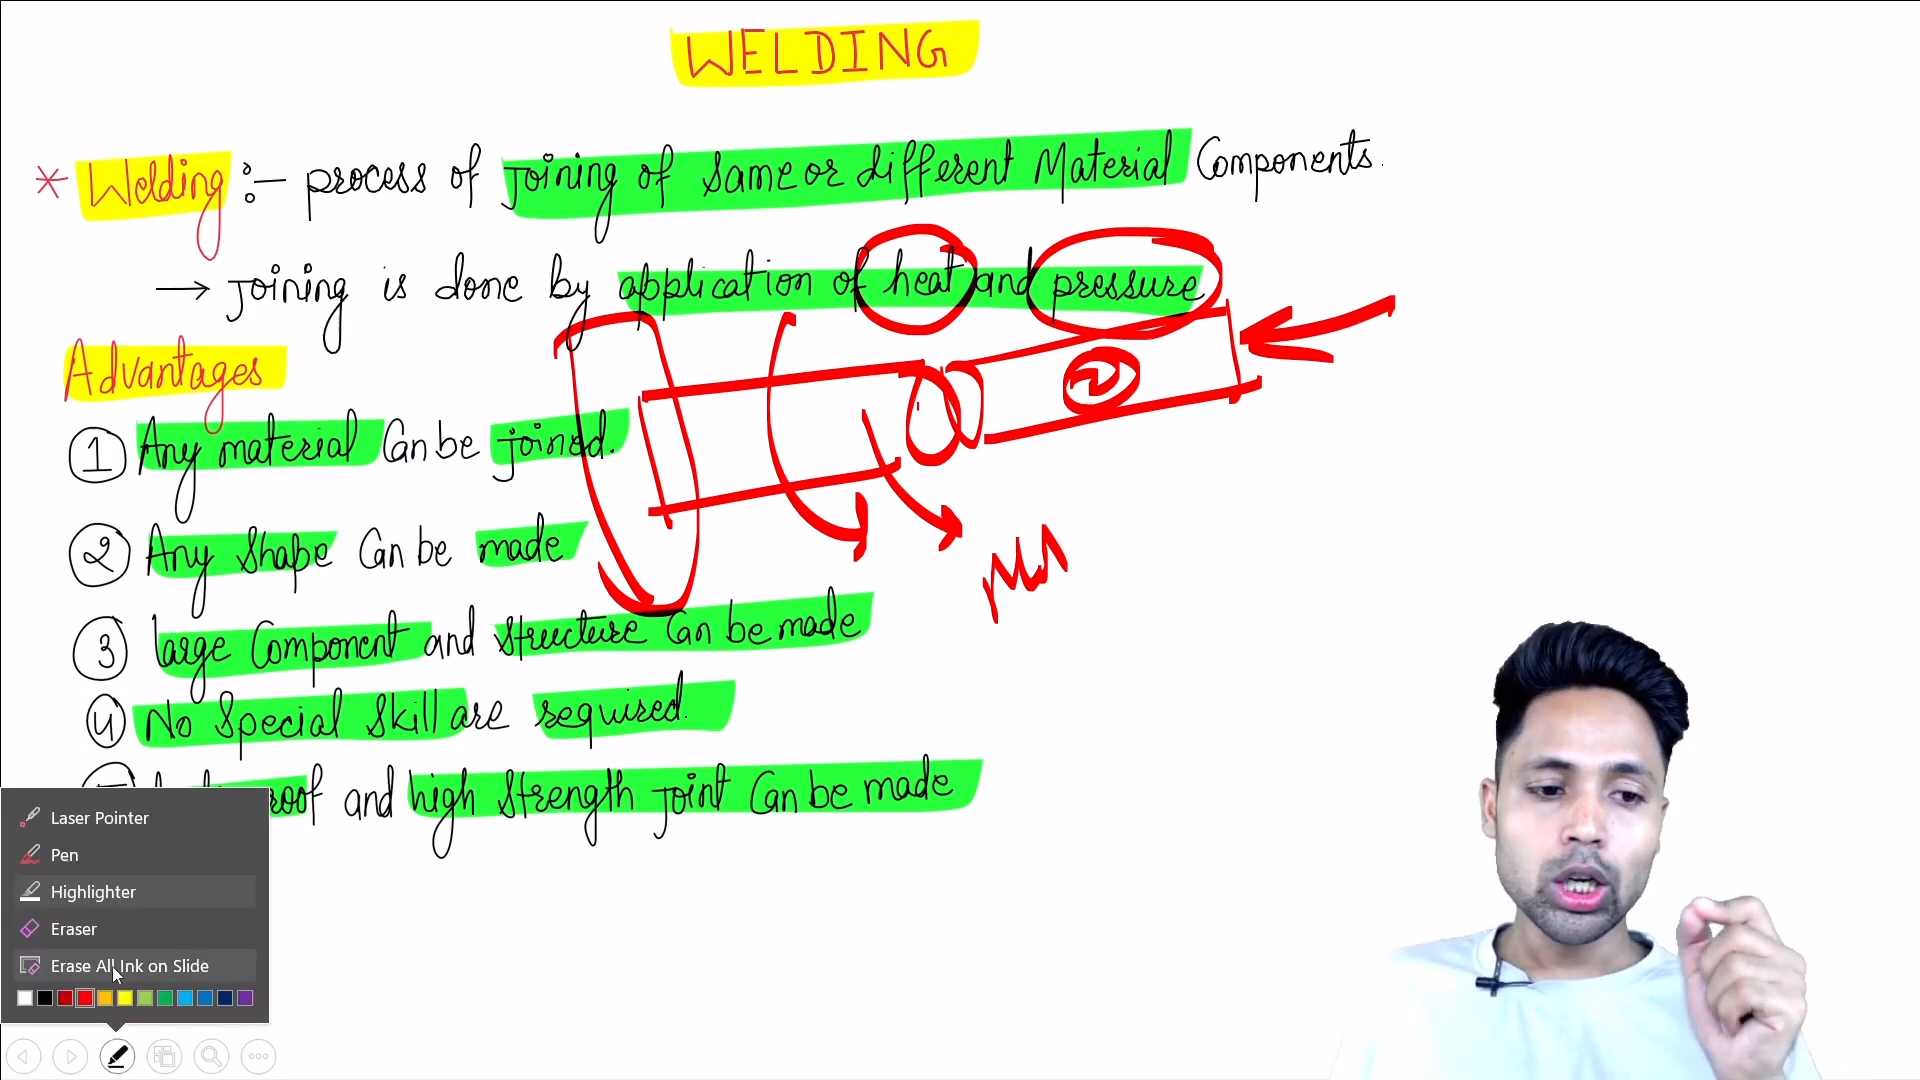 WELDING
* Welding :- process of joining of Same or different Material Components.
→ joining is done by application of heat and pressure
2
Advantages
1 Any material Can be joined.
2 Any Shape Can be made
3 large Component and Structure Can be made
4 No Special Skill are required.
and high Strength joint Can be made
Laser Pointer
Pen
Highlighter
Eraser
Erase All Ink on Slide